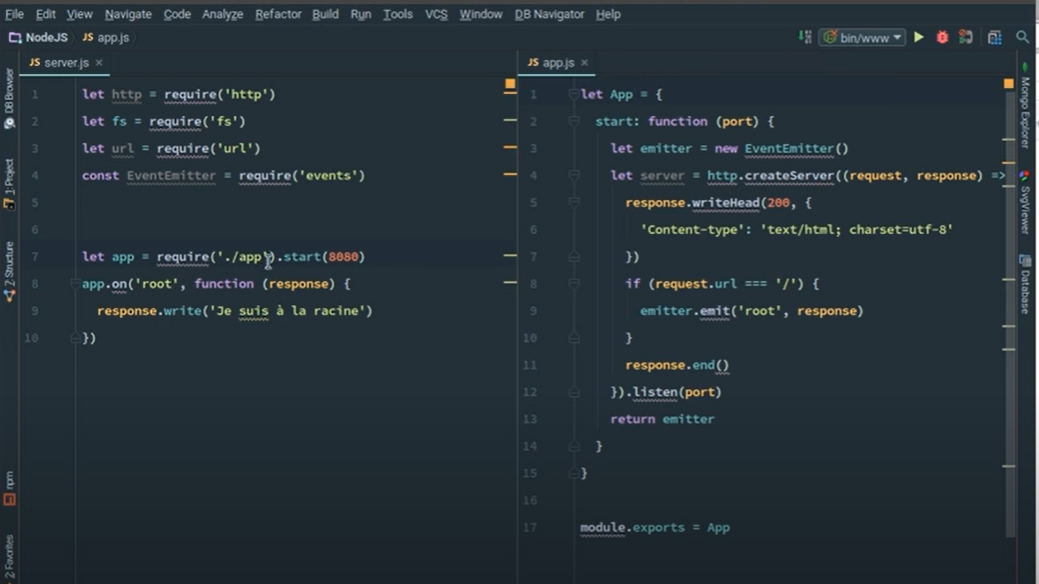 File Edit View Navigate Code Analyze Refactor Build Run Tools VCS Window DB Navigator Help
NodeJS app.js bin/www
server.js
1 let http = require('http')
2 let fs = require('fs')
3 let url = require('url')
4 const EventEmitter = require('events')
5
6
7 let app = require('./app').start(8080)
8 app.on('root', function (response) {
9 response.write('Je suis à la racine')
10 })
app.js
1 let App = {
2 start: function (port) {
3 let emitter = new EventEmitter()
4 let server = http.createServer((request, response) =>
5 response.writeHead(200, {
6 'Content-type': 'text/html; charset=utf-8'
7 })
8 if (request.url === '/') {
9 emitter.emit('root', response)
10 }
11 response.end()
12 }).listen(port)
13 return emitter
14 }
15 }
16
17 module.exports = App
DB Browser
1: Project
7: Structure
npm
2: Favorites
Mongo Explorer
SvgViewer
Database